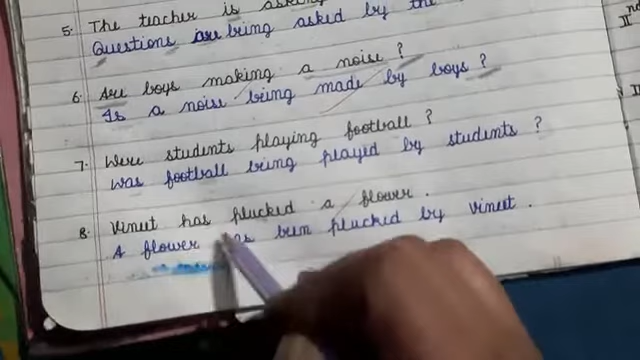 5. The teacher is
Questions are being asked by the
6. Are boys making a noise ?
Is a noise being made by boys ?
7. Were students playing football ?
Was football being played by students ?
8. Vineet has plucked a flower.
A flower been plucked by Vineet.
II nd